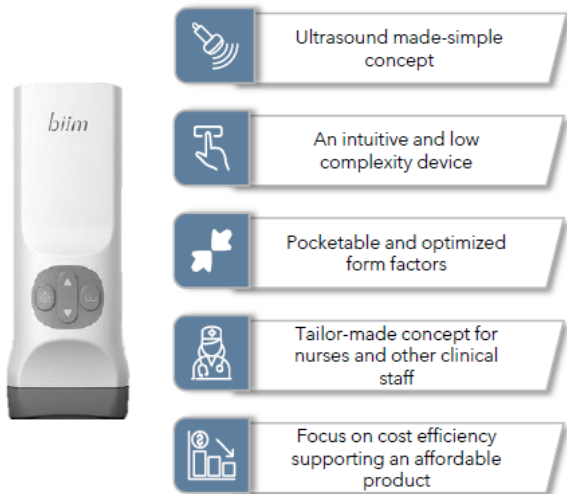 biim
Ultrasound made-simple
concept
An intuitive and low
complexity device
Pocketable and optimized
form factors
Tailor-made concept for
nurses and other clinical
staff
Focus on cost efficiency
supporting an affordable
product